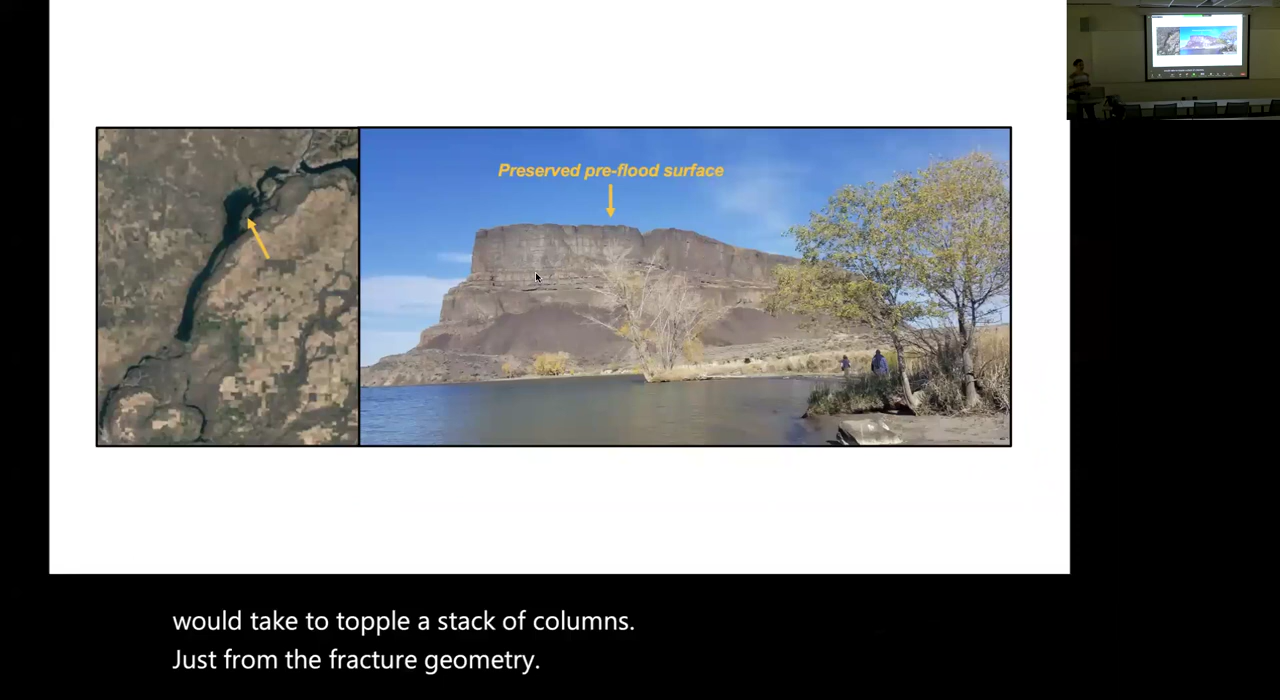 Preserved pre-flood surface
would take to topple a stack of columns.
Just from the fracture geometry.